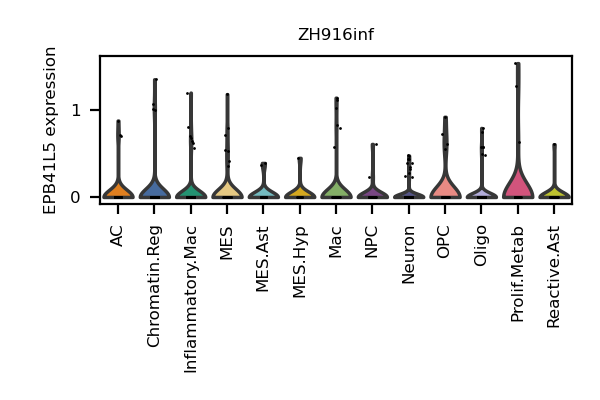 ZH916inf
EPB41L5 expression
1
0
AC
Chromatin.Reg
Inflammatory.Mac
MES
MES.Ast
MES.Hyp
Mac
NPC
Neuron
OPC
Oligo
Prolif.Metab
Reactive.Ast